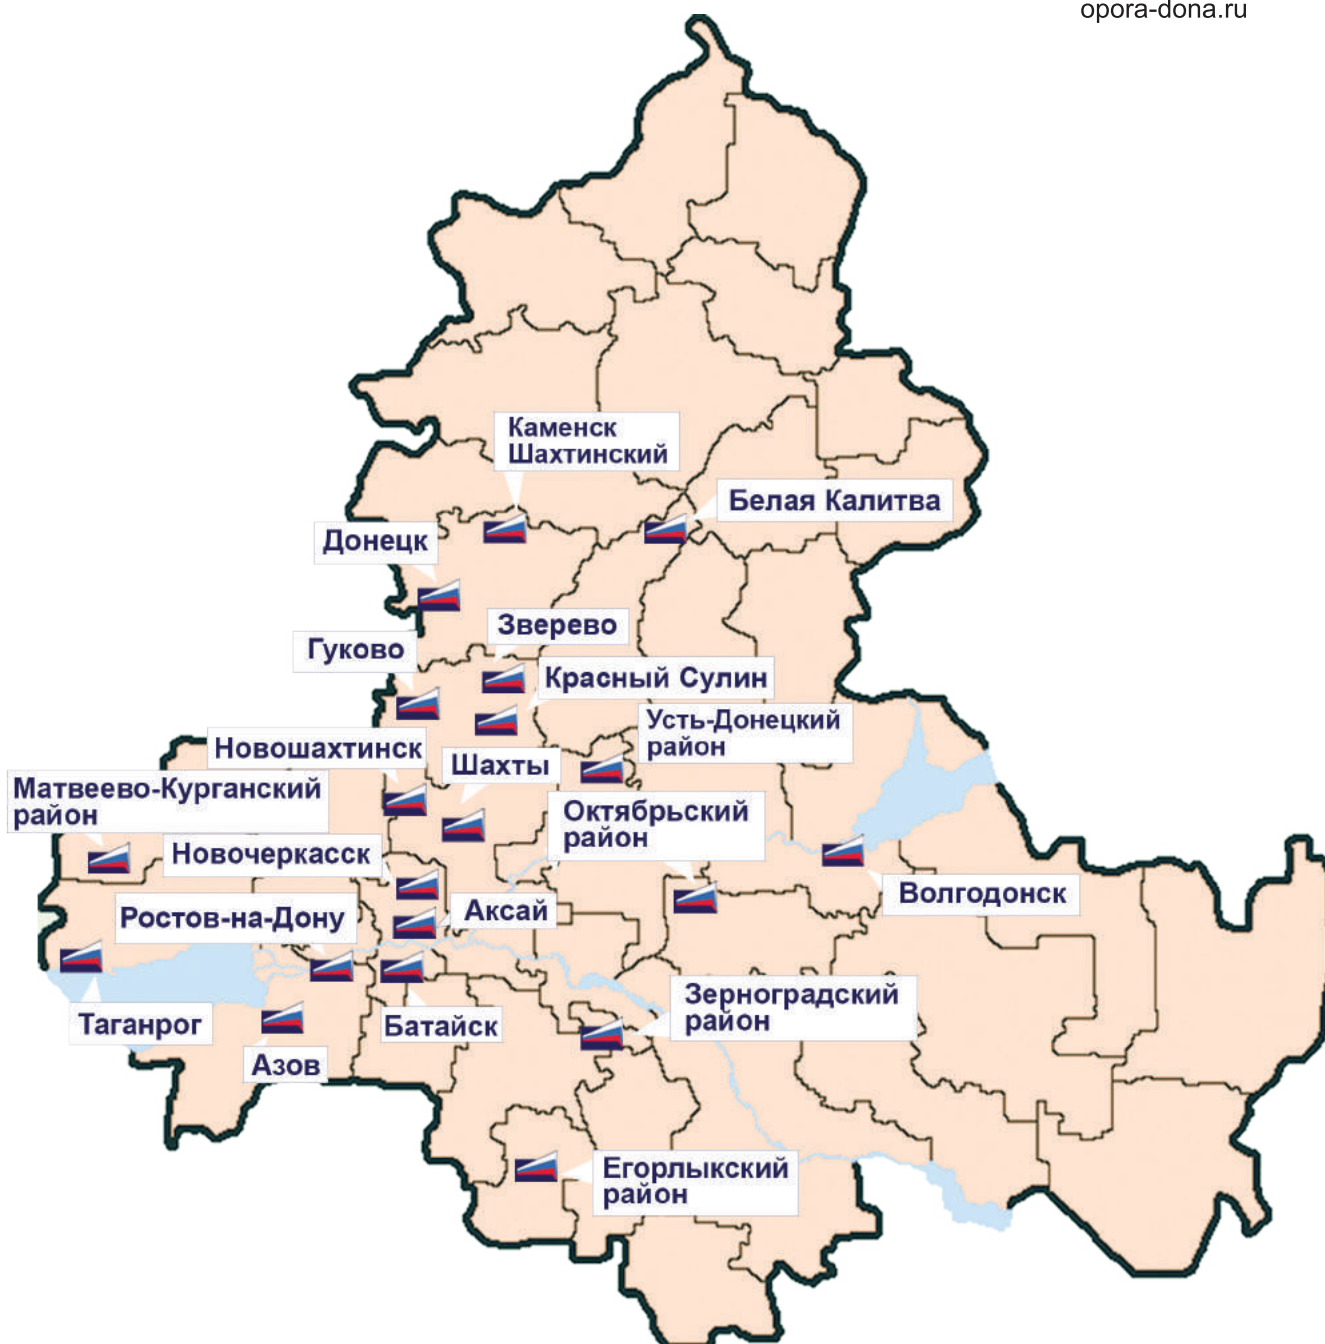 opora-dona.ru
Каменск
Шахтинский
Белая Калитва
Донецк
Зверево
Гуково
Красный Сулин
Усть-Донецкий
район
Новошахтинск
Шахты
Матвеево-Курганский
район
Октябрьский
район
Новочеркасск
Волгодонск
Аксай
Ростов-на-Дону
Зерноградский
район
Таганрог
Батайск
Азов
Егорлыкский
район